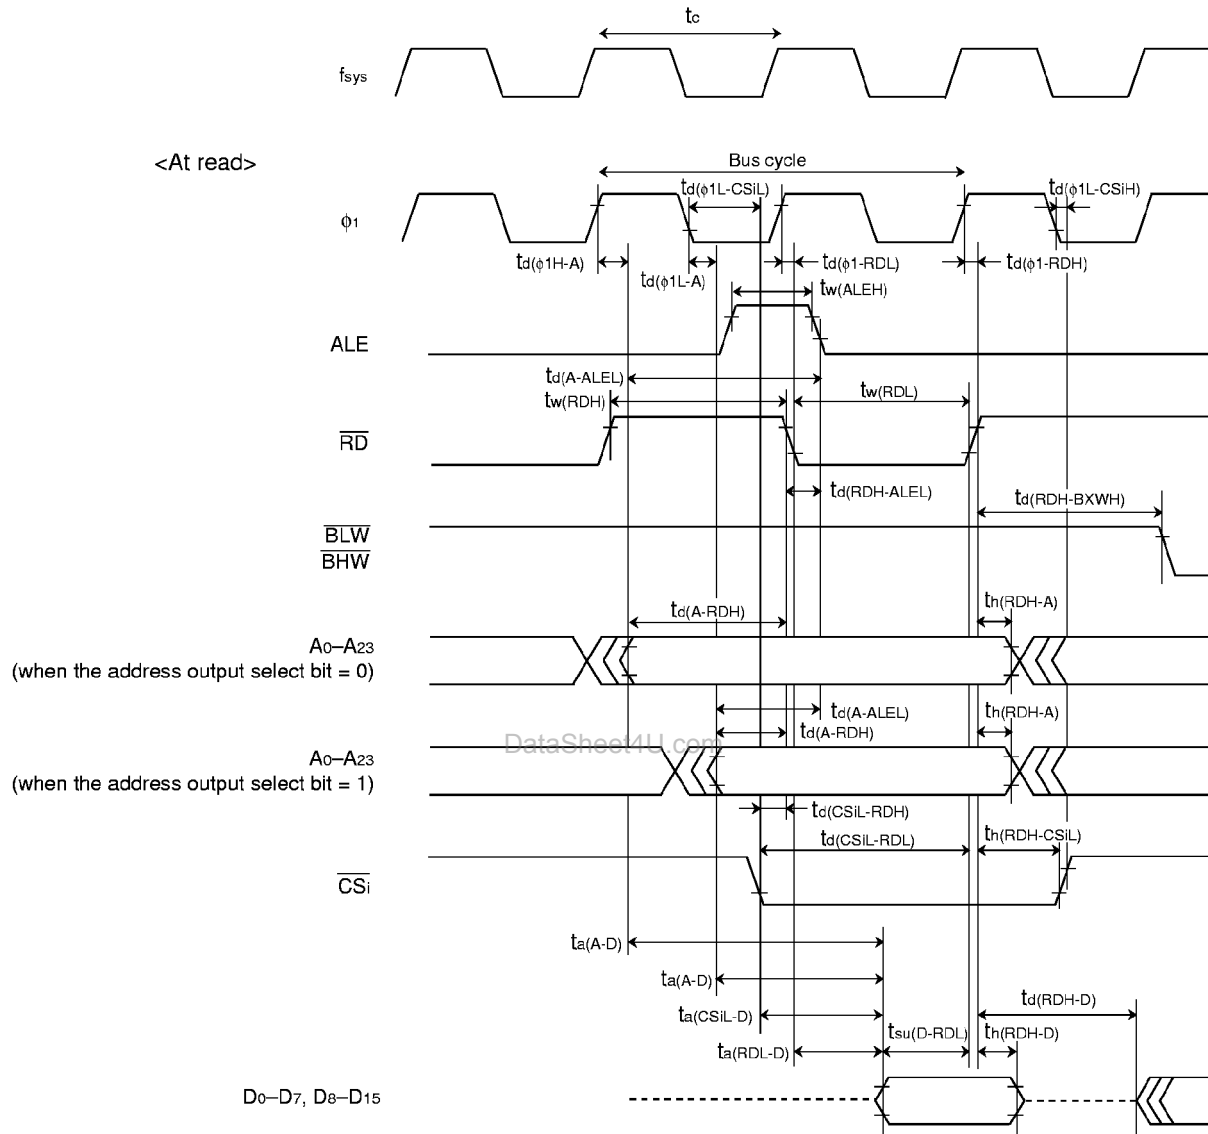 tc
fsys
<At read>
Bus cycle
td(ϕ1L-CSiL)
td(ϕ1L-CSiH)
ϕ1
td(ϕ1H-A)
td(ϕ1L-A)
td(ϕ1-RDL)
td(ϕ1-RDH)
tw(ALEH)
ALE
td(A-ALEL)
tw(RDH)
tw(RDL)
RD
td(RDH-ALEL)
td(RDH-BXWH)
BLW
BHW
td(A-RDH)
th(RDH-A)
A0–A23
(when the address output select bit = 0)
td(A-ALEL)
th(RDH-A)
td(A-RDH)
DataSheet4U.com
A0–A23
(when the address output select bit = 1)
td(CSiL-RDH)
td(CSiL-RDL)
th(RDH-CSiL)
CSi
ta(A-D)
ta(A-D)
td(RDH-D)
ta(CSiL-D)
tsu(D-RDL)
th(RDH-D)
ta(RDL-D)
D0–D7, D8–D15